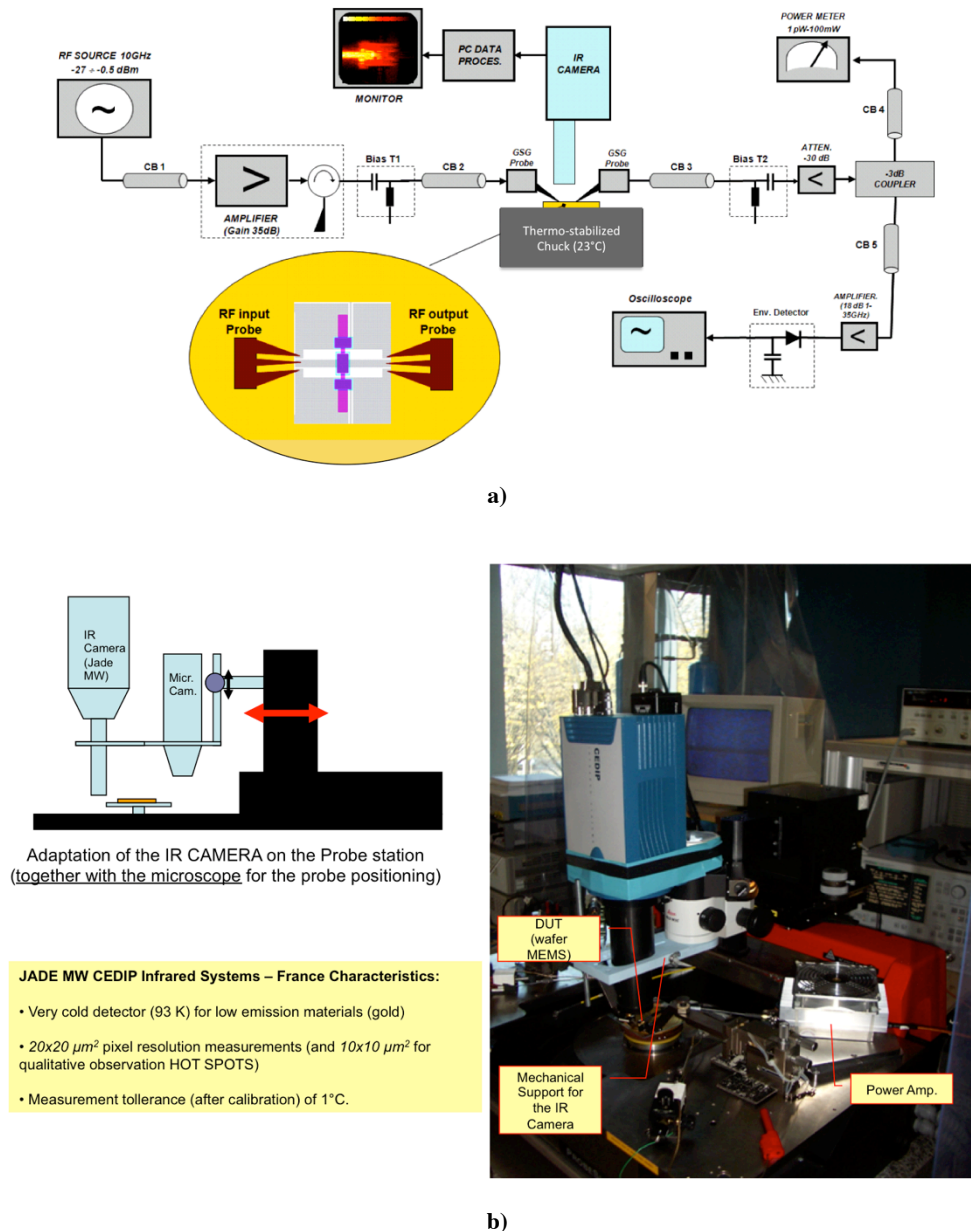 RF SOURCE 10GHz
-27 ÷ -0.5 dBm
~
CB 1
>
AMPLIFIER
(Gain 35dB)
Bias T1
CB 2
GSG
Probe
MONITOR
PC DATA
PROCES.
IR
CAMERA
GSG
Probe
CB 3
Bias T2
ATTEN.
-30 dB
<
POWER METER
1pW-100mW
CB 4
-3dB
COUPLER
CB 5
AMPLIFIER.
(18 dB 1-
35GHz)
<
Env. Detector
Oscilloscope
~
Thermo-stabilized
Chuck (23°C)
RF input
Probe
RF output
Probe
a)
IR
Camera
(Jade
MW)
Micr.
Cam.
Adaptation of the IR CAMERA on the Probe station
(together with the microscope for the probe positioning)
JADE MW CEDIP Infrared Systems – France Characteristics:
• Very cold detector (93 K) for low emission materials (gold)
• 20x20 µm² pixel resolution measurements (and 10x10 µm² for
qualitative observation HOT SPOTS)
• Measurement tollerance (after calibration) of 1°C.
CEDIP
DUT
(wafer
MEMS)
Mechanical
Support for
the IR
Camera
Power Amp.
b)